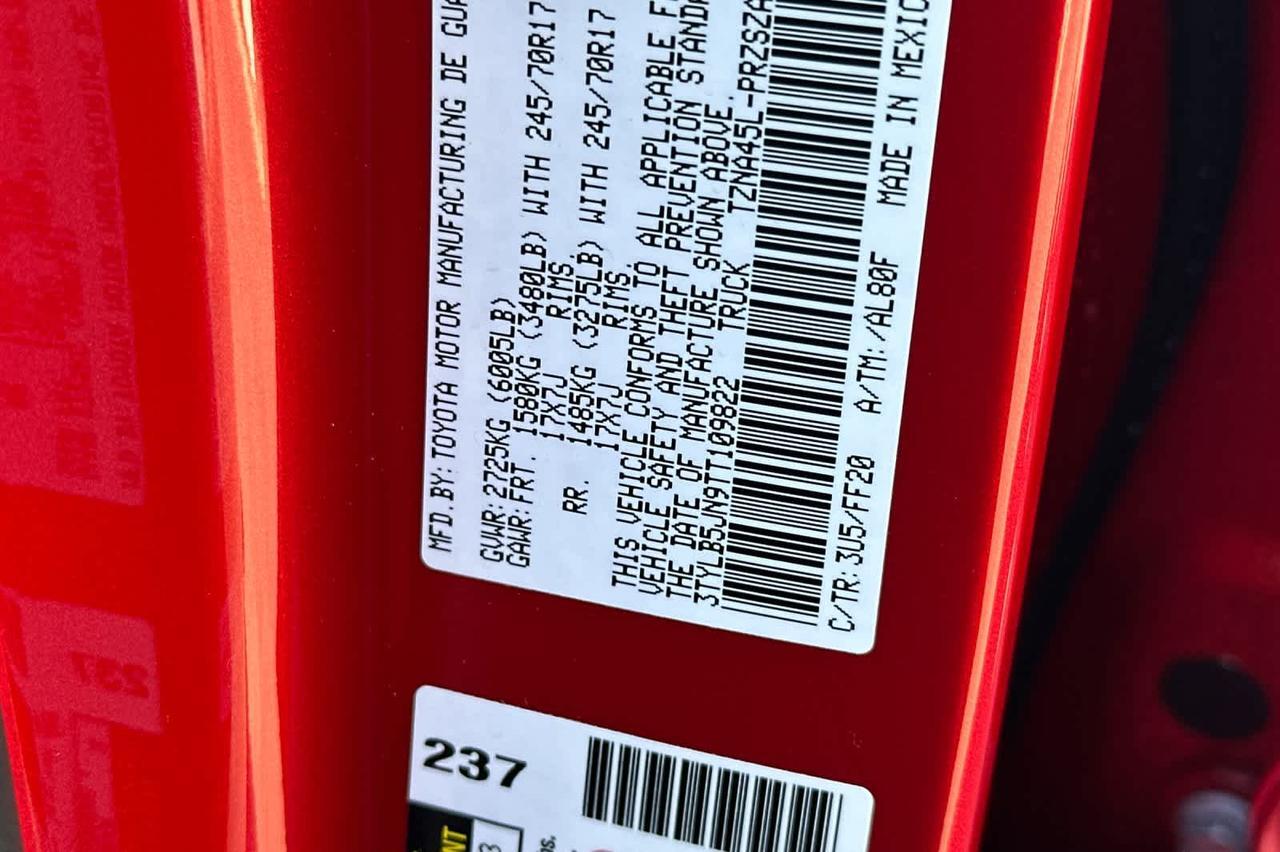 MFD.BY: TOYOTA MOTOR MANUFACTURING DE
GVWR: 2725KG (6005LB)
GAWR: FRT. 1580KG (3480LB) WITH 245/70R17
17X7J RIMS,
RR. 1485KG (3275LB) WITH 245/70R17
17X7J RIMS
THIS VEHICLE CONFORMS TO ALL APPLICABLE
VEHICLE SAFETY AND THEFT PREVENTION
THE DATE OF MANUFACTURE SHOWN ABOVE.
3TYLB5JN9TT109822 TRUCK TZNA45L-PRZSZA
C/TR: 3U5/FF20 A/TM: /AL80F MADE IN MEXICO
237